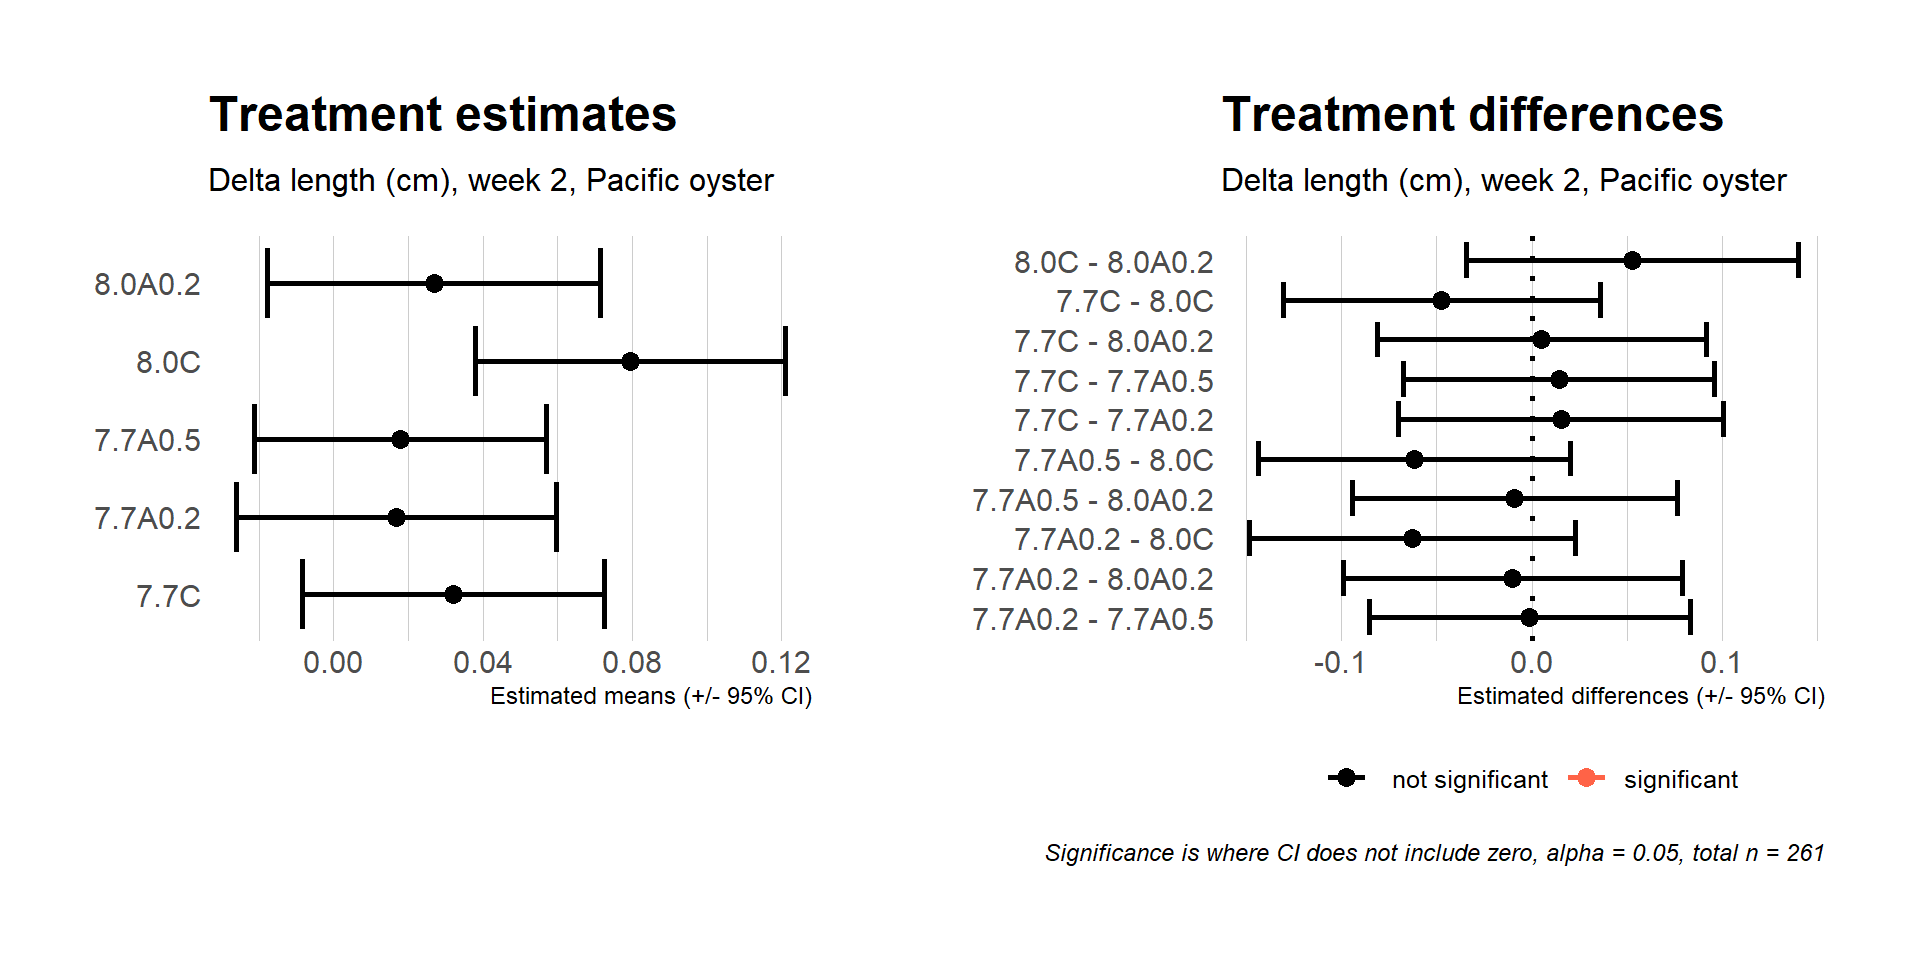 Treatment estimates
Delta length (cm), week 2, Pacific oyster
8.0A0.2
8.0C
7.7A0.5
7.7A0.2
7.7C
0.00 0.04 0.08 0.12
Estimated means (+/- 95% CI)
Treatment differences
Delta length (cm), week 2, Pacific oyster
8.0C - 8.0A0.2
7.7C - 8.0C
7.7C - 8.0A0.2
7.7C - 7.7A0.5
7.7C - 7.7A0.2
7.7A0.5 - 8.0C
7.7A0.5 - 8.0A0.2
7.7A0.2 - 8.0C
7.7A0.2 - 8.0A0.2
7.7A0.2 - 7.7A0.5
-0.1 0.0 0.1
Estimated differences (+/- 95% CI)
not significant significant
Significance is where CI does not include zero, alpha = 0.05, total n = 261